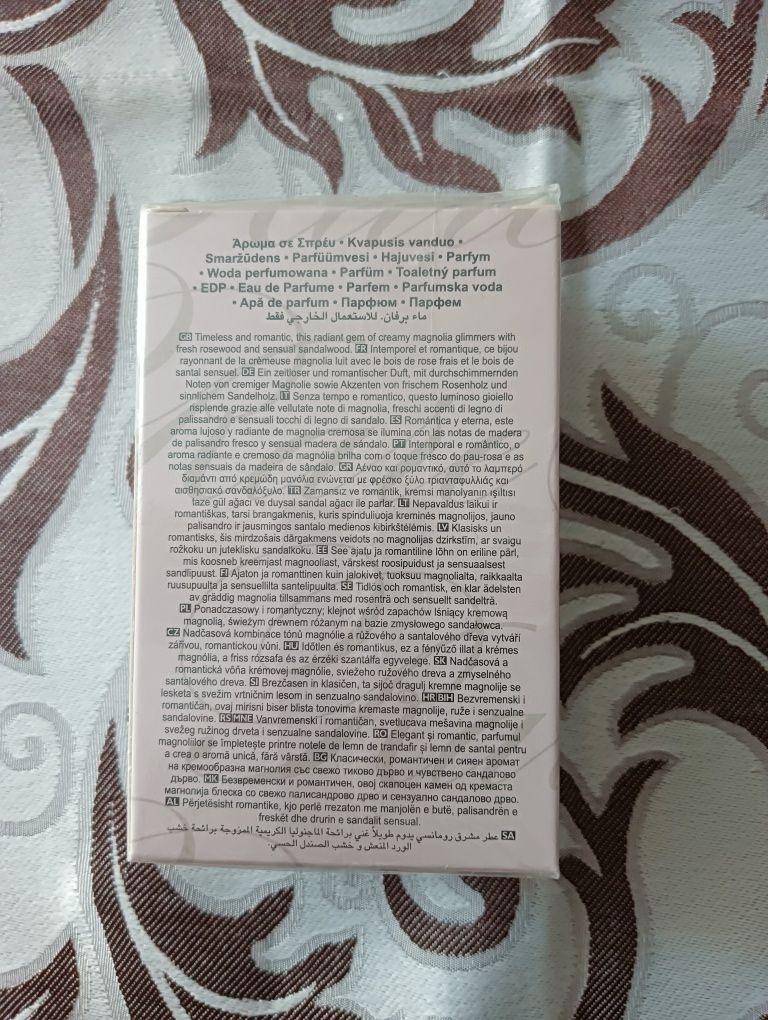 Άρωμα σε Σπρέυ • Kvapusis vanduo •
Smaržūdens • Parfüümvesi • Hajuvesi • Parfym
• Woda perfumowana • Parfüm • Toaletný parfum
• EDP • Eau de Parfume • Parfem • Parfumska voda
• Apă de parfum • Парфюм • Парфем
ماء برفان. للاستعمال الخارجي فقط
GB Timeless and romantic, this radiant gem of creamy magnolia glimmers with
fresh rosewood and sensual sandalwood. FR Intemporel et romantique, ce bijou
rayonnant de la crèmeuse magnolia luit avec le bois de rose frais et le bois de
santal sensuel. DE Ein zeitloser und romantischer Duft, mit durchschimmernden
Noten von cremiger Magnolie sowie Akzenten von frischem Rosenholz und
sinnlichem Sandelholz. IT Senza tempo e romantico, questo luminoso gioiello
risplende grazie alle vellutate note di magnolia, freschi accenti di legno di
palissandro e sensuali tocchi di legno di sandalo. ES Romántica y eterna, este
aroma lujoso y radiante de magnolia cremosa se ilumina con las notas de madera
de palisandro fresco y sensual madera de sándalo. PT Intemporal e romântico, o
aroma radiante e cremoso da magnólia brilha com o toque fresco do pau-rosa e as
notas sensuais da madeira de sândalo. GR Αέναο και ρομαντικό, αυτό το λαμπερό
διαμάντι από κρεμώδη μανόλια ενώνεται με φρέσκο ξύλο τριανταφυλλιάς και
αισθησιακό σανδαλόξυλο. TR Zamansız ve romantik, kremsi manolyanın ışıltısı
taze gül ağacı ve duysal sandal ağacı ile parlar. LT Nepavaldus laikui ir
romantiškas, tarsi brangakmenis, kuris spinduliuoja kreminės magnolijos, jauno
palisandro ir jausmingos santalo medienos kibirkštėlėmis. LV Klasisks un
romantisks, šis mirdzošais dārgakmens veidots no magnolijas dzirkstīm, ar svaigu
rožkoku un juteklisku sandalkoku. EE See ajatu ja romantiline lõhn on eriline pärl,
mis koosneb kreemjast magnooliast, värskest roosipuidust ja sensuaalsest
sandlipuust. FI Ajaton ja romanttinen kuin jalokivet, tuoksuu magnolialta, raikkaalta
ruusupuulta ja sensuellilta santelipuulta. SE Tidlös och romantisk, en klar ädelsten
av gräddig magnolia tillsammans med rosenträ och sensuellt sandelträ.
PL Ponadczasowy i romantyczny; klejnot wśród zapachów lśniący kremową
magnolią, świeżym drewnem różanym na bazie zmysłowego sandałowca.
CZ Nadčasová kombinace tónů magnólie a růžového a santalového dřeva vytváří
zářivou, romantickou vůni. HU Időtlen és romantikus, ez a fényűző illat a krémes
magnólia, a friss rózsafa és az érzéki szantálfa egyvelege. SK Nadčasová a
romantická vôňa krémovej magnólie, sviežeho ružového dreva a zmyselného
santalového dreva. SI Brezčasen in klasičen, ta sijoč dragulj kremne magnolije se
lesketa s svežim vrtničnim lesom in senzualno sandalovino. HR/BIH Bezvremenski i
romantičan, ovaj mirisni biser blista tonovima kremaste magnolije, ruže i senzualne
sandalovine. RS/MNE Vanvremenski i romantičan, svetlucava mešavina magnolije i
svežeg ružinog drveta i senzualne sandalovine. RO Elegant și romantic, parfumul
magnoliilor se împletește printre notele de lemn de trandafir și lemn de santal pentru
a crea o aromă unică, fără vârstă. BG Класически, романтичен и сияен аромат
на кремообразна магнолия със свежо тиково дърво и чувствено сандалово
дърво. MK Безвременски и романтичен, овој скапоцен камен од кремаста
магнолија блеска со свежо палисандрово дрво и сензуално сандалово дрво.
AL Përjetësisht romantike, kjo perlë rrezaton me manjolën e butë, palisandrën e
freskët dhe drurin e sandalit sensual.
SA عطر مشرق رومانسي يدوم طويلاً غني برائحة الماجنوليا الكريمية الممزوجة برائحة خشب
الورد المنعش و خشب الصندل الحسي.